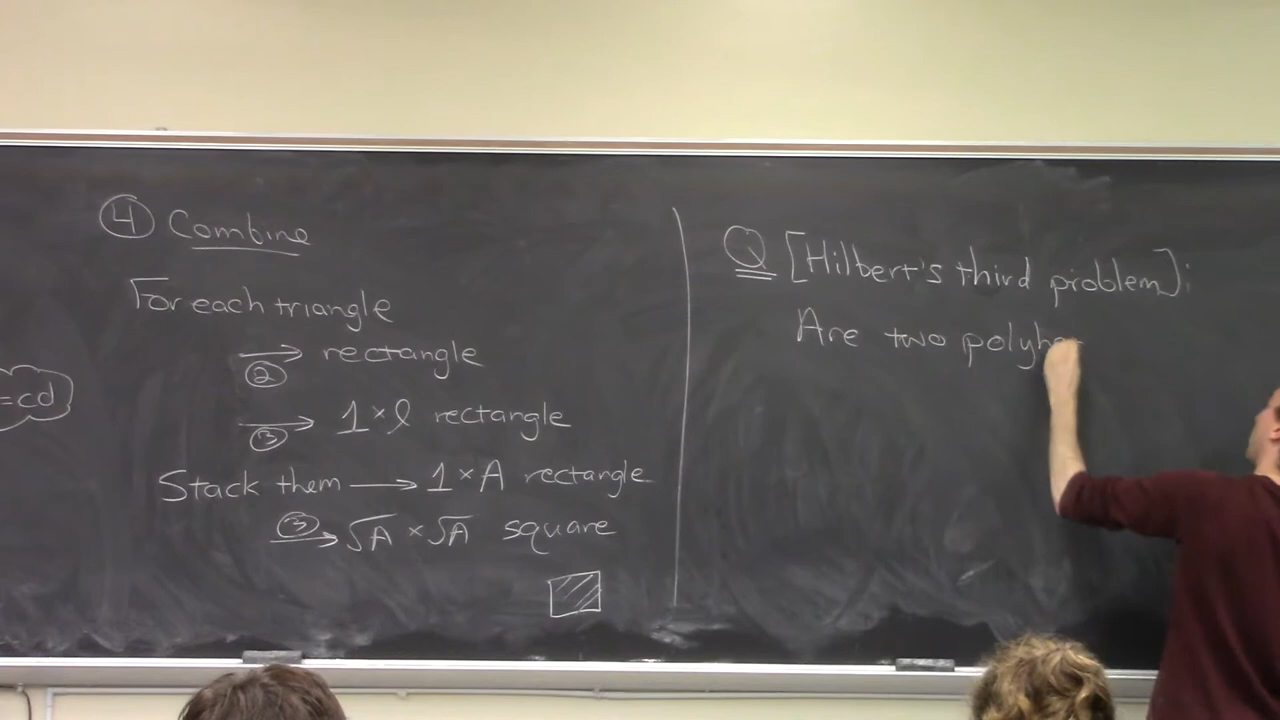 =cd
④ Combine
For each triangle
② → rectangle
③ → 1 × l rectangle
Stack them → 1 × A rectangle
③ → √A × √A square
Q [Hilbert's third problem]:
Are two polyhe